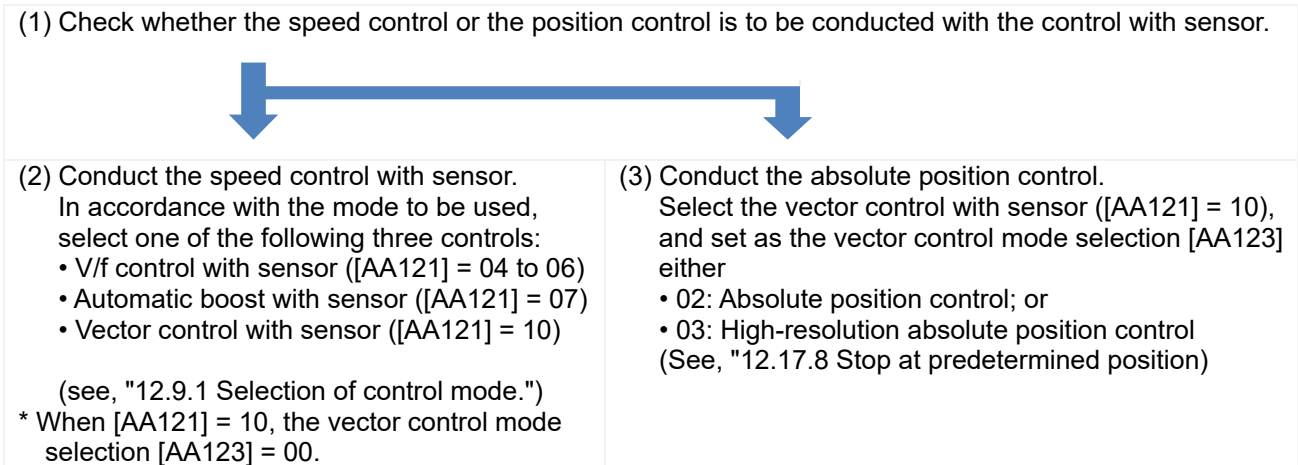 (1) Check whether the speed control or the position control is to be conducted with the control with sensor.
(2) Conduct the speed control with sensor.
In accordance with the mode to be used,
select one of the following three controls:
• V/f control with sensor ([AA121] = 04 to 06)
• Automatic boost with sensor ([AA121] = 07)
• Vector control with sensor ([AA121] = 10)
(see, "12.9.1 Selection of control mode.")
* When [AA121] = 10, the vector control mode
selection [AA123] = 00.
(3) Conduct the absolute position control.
Select the vector control with sensor ([AA121] = 10),
and set as the vector control mode selection [AA123]
either
• 02: Absolute position control; or
• 03: High-resolution absolute position control
(See, "12.17.8 Stop at predetermined position)